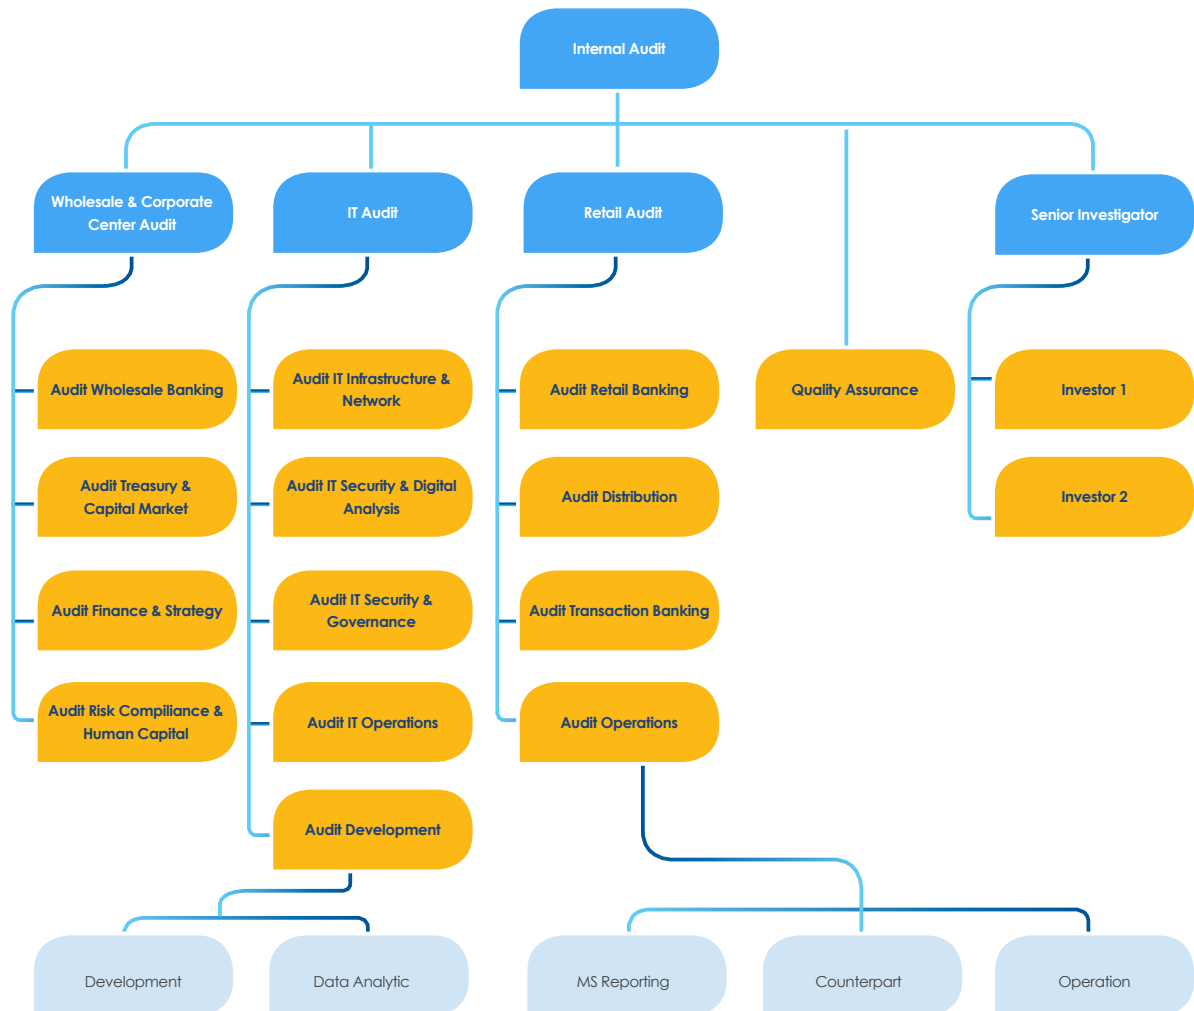 Internal Audit
Wholesale & Corporate
Center Audit
IT Audit
Retail Audit
Senior Investigator
Audit Wholesale Banking
Audit IT Infrastructure &
Network
Audit Retail Banking
Quality Assurance
Investor 1
Audit Treasury &
Capital Market
Audit IT Security & Digital
Analysis
Audit Distribution
Investor 2
Audit Finance & Strategy
Audit IT Security &
Governance
Audit Transaction Banking
Audit Risk Compiliance &
Human Capital
Audit IT Operations
Audit Operations
Audit Development
Development
Data Analytic
MS Reporting
Counterpart
Operation